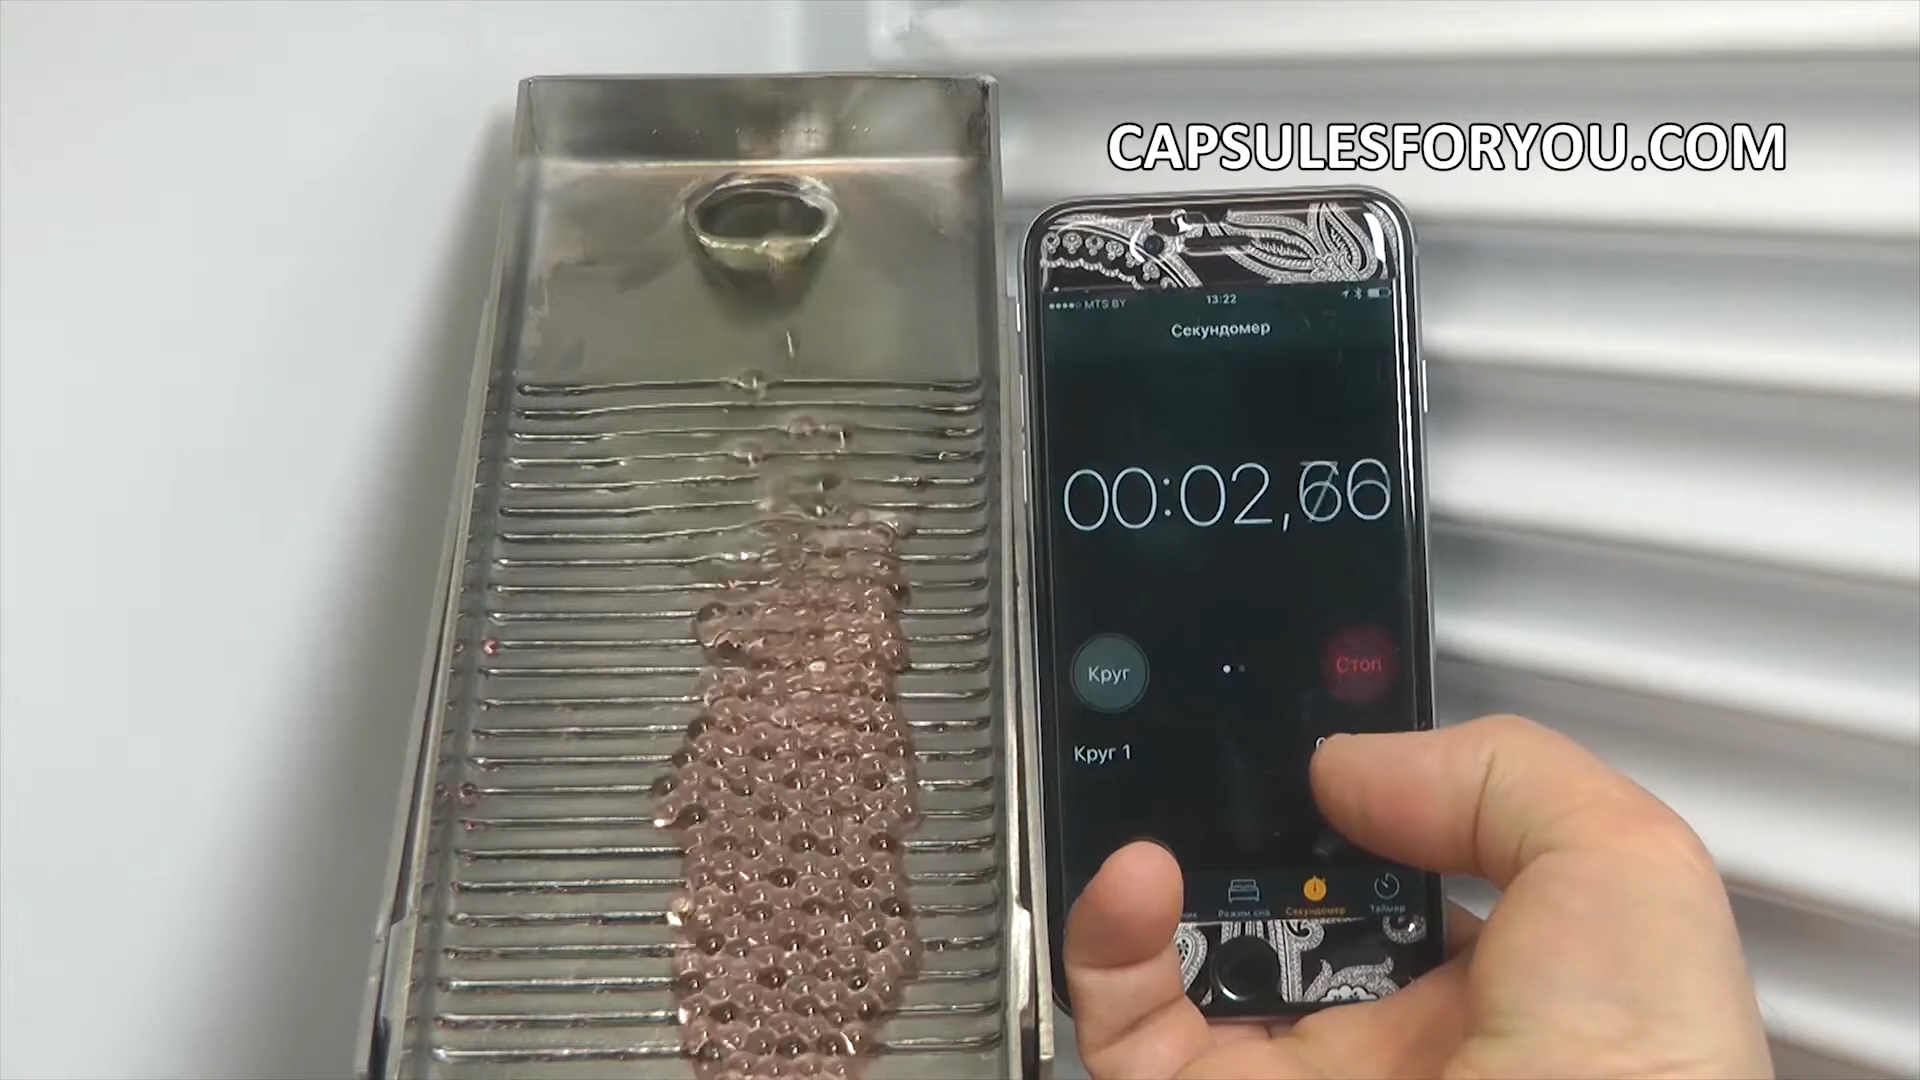 CAPSULESFORYOU.COM
MTS BY
13:22
Секундомер
00:02,66
Круг
Стоп
Круг 1
Режим сна
Секундомер
Таймер